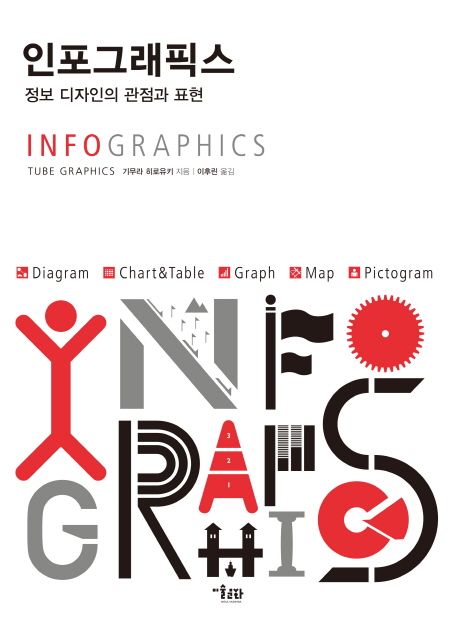 인포그래픽스
정보 디자인의 관점과 표현
INFOGRAPHICS
TUBE GRAPHICS 기무라 히로유키 지음 | 이후린 옮김
Diagram Chart&Table Graph Map Pictogram
INFO
GRAPHICS
3
2
1